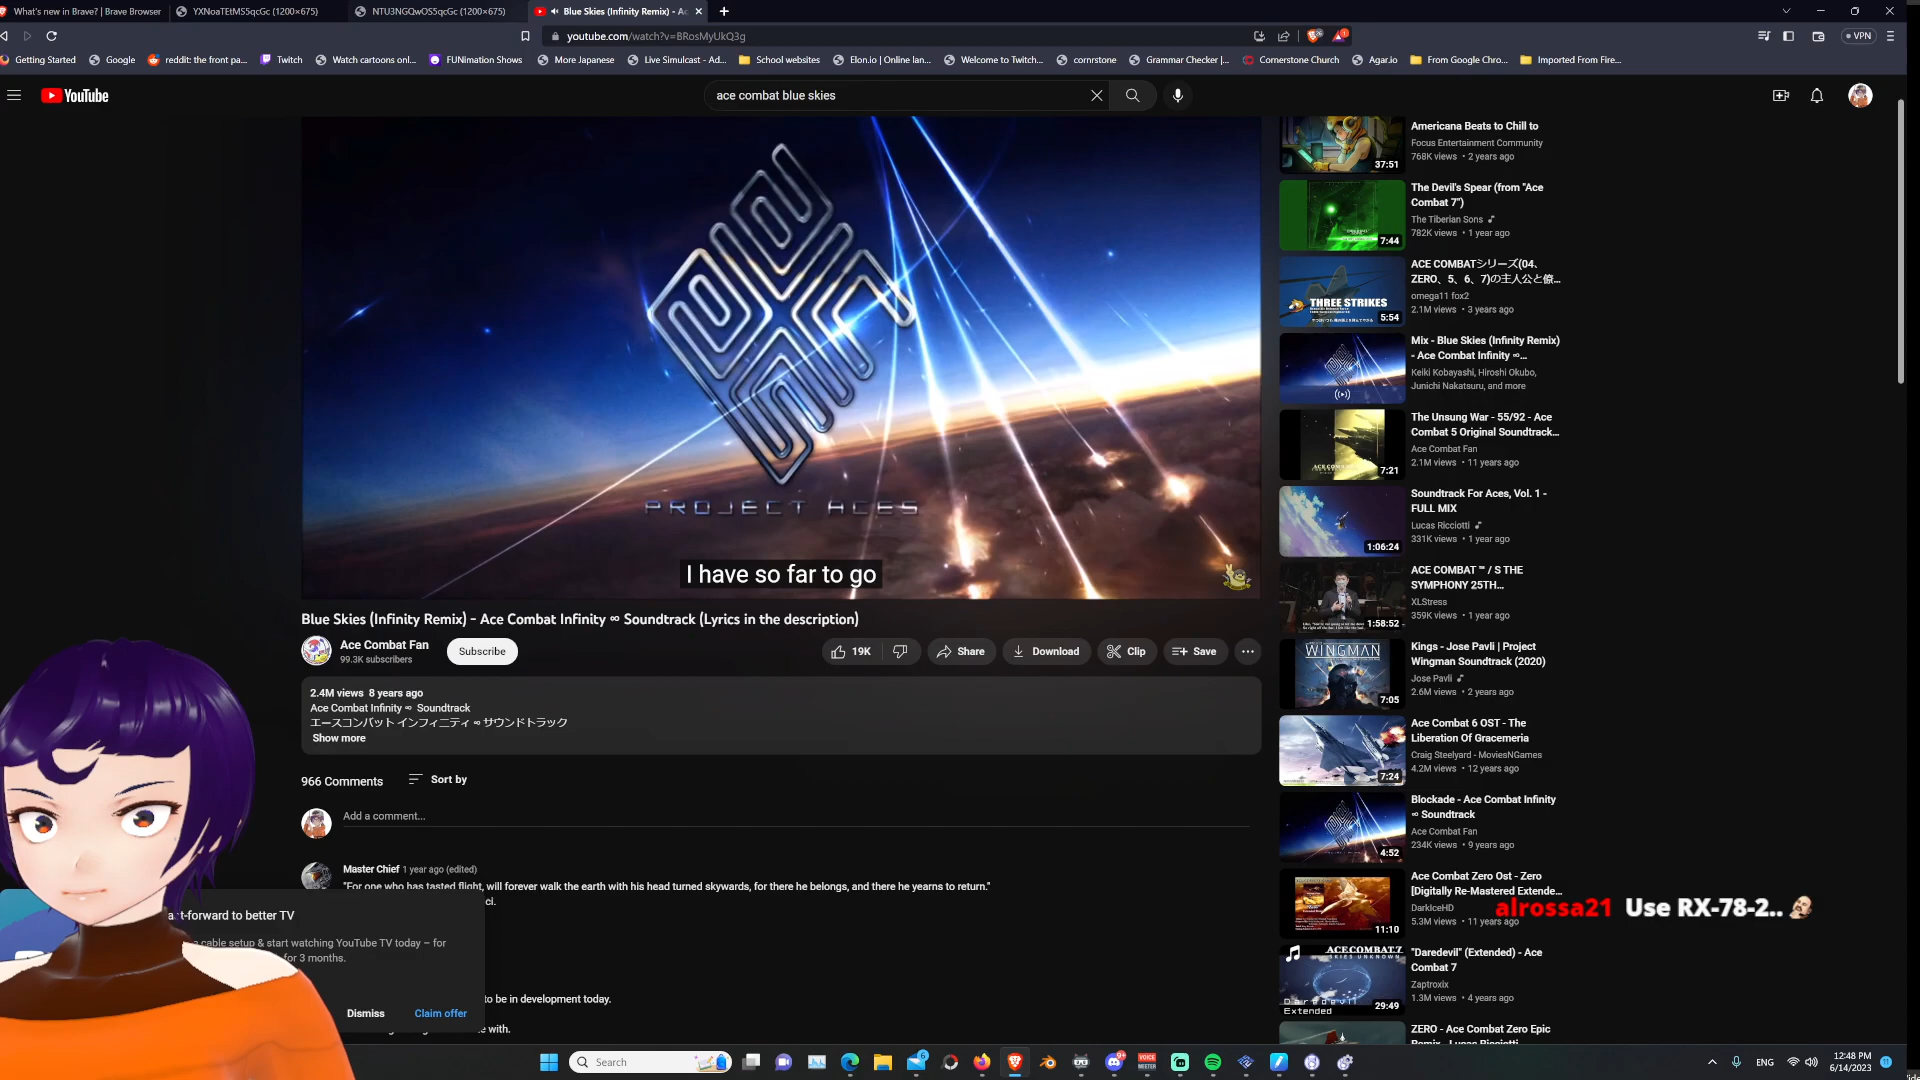 What's new in Brave? | Brave Browser
YXNoaTEtMS5qcGc (1200×675)
NTU3NGQwOS5qcGc (1200×675)
Blue Skies (Infinity Remix) - Ac
youtube.com/watch?v=BRosMyUkQ3g
VPN
Getting Started
Google
reddit: the front pa...
Twitch
Watch cartoons onl...
FUNimation Shows
More Japanese
Live Simulcast - Ad...
School websites
Elon.io | Online lan...
Welcome to Twitch...
cornrstone
Grammar Checker |...
Cornerstone Church
Agar.io
From Google Chro...
Imported From Fire...
YouTube
ace combat blue skies
PROJECT ACES
I have so far to go
Blue Skies (Infinity Remix) - Ace Combat Infinity ∞ Soundtrack (Lyrics in the description)
Ace Combat Fan
99.3K subscribers
Subscribe
19K
Share
Download
Clip
Save
2.4M views 8 years ago
Ace Combat Infinity ∞ Soundtrack
エースコンバット インフィニティ ∞ サウンドトラック
Show more
966 Comments
Sort by
Add a comment...
Master Chief 1 year ago (edited)
"For one who has tasted flight, will forever walk the earth with his head turned skywards, for there he belongs, and there he yearns to return."
ci.
t-forward to better TV
cable setup & start watching YouTube TV today – for
for 3 months.
to be in development today.
Dismiss
Claim offer
e with.
Americana Beats to Chill to
Focus Entertainment Community
768K views • 2 years ago
37:51
The Devil's Spear (from "Ace
Combat 7")
The Tiberian Sons
782K views • 1 year ago
7:44
ACE COMBATシリーズ(04、
ZERO、5、6、7)の主人公と僚...
omega11 fox2
2.1M views • 3 years ago
THREE STRIKES
5:54
Mix - Blue Skies (Infinity Remix)
- Ace Combat Infinity ∞...
Keiki Kobayashi, Hiroshi Okubo,
Junichi Nakatsuru, and more
The Unsung War - 55/92 - Ace
Combat 5 Original Soundtrack...
Ace Combat Fan
2.1M views • 11 years ago
7:21
Soundtrack For Aces, Vol. 1 -
FULL MIX
Lucas Ricciotti
331K views • 1 year ago
1:06:24
ACE COMBAT ™ / S THE
SYMPHONY 25TH...
XLStress
359K views • 1 year ago
1:58:52
Kings - Jose Pavli | Project
Wingman Soundtrack (2020)
Jose Pavli
2.6M views • 2 years ago
WINGMAN
7:05
Ace Combat 6 OST - The
Liberation Of Gracemeria
Craig Steelyard - MoviesNGames
4.2M views • 12 years ago
7:24
Blockade - Ace Combat Infinity
∞ Soundtrack
Ace Combat Fan
234K views • 9 years ago
4:52
Ace Combat Zero Ost - Zero
[Digitally Re-Mastered Extende...
DarkIceHD
5.3M views • 11 years ago
11:10
alrossa21 Use RX-78-2..
"Daredevil" (Extended) - Ace
Combat 7
Zaptroxix
1.3M views • 4 years ago
ACE COMBAT 7
SKIES UNKNOWN
Daredevil
Extended
29:49
ZERO - Ace Combat Zero Epic
Remix - Lucas Ricciotti
Search
ENG
12:48 PM
6/14/2023